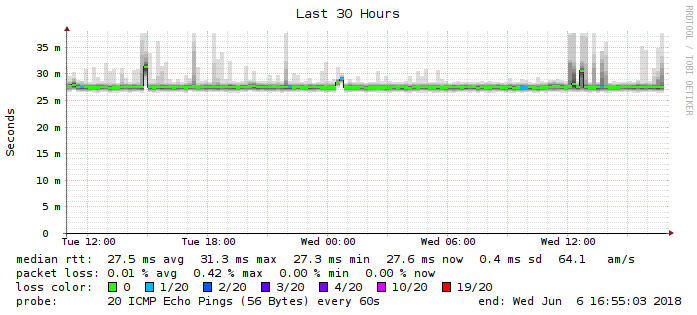 Last 30 Hours
RRDTOOL / TOBI OETIKER
Seconds
35 m
30 m
25 m
20 m
15 m
10 m
5 m
0
Tue 12:00 Tue 18:00 Wed 00:00 Wed 06:00 Wed 12:00
median rtt: 27.5 ms avg 31.3 ms max 27.3 ms min 27.6 ms now 0.4 ms sd 64.1 am/s
packet loss: 0.01 % avg 0.42 % max 0.00 % min 0.00 % now
loss color: 0 1/20 2/20 3/20 4/20 10/20 19/20
probe: 20 ICMP Echo Pings (56 Bytes) every 60s end: Wed Jun 6 16:55:03 2018